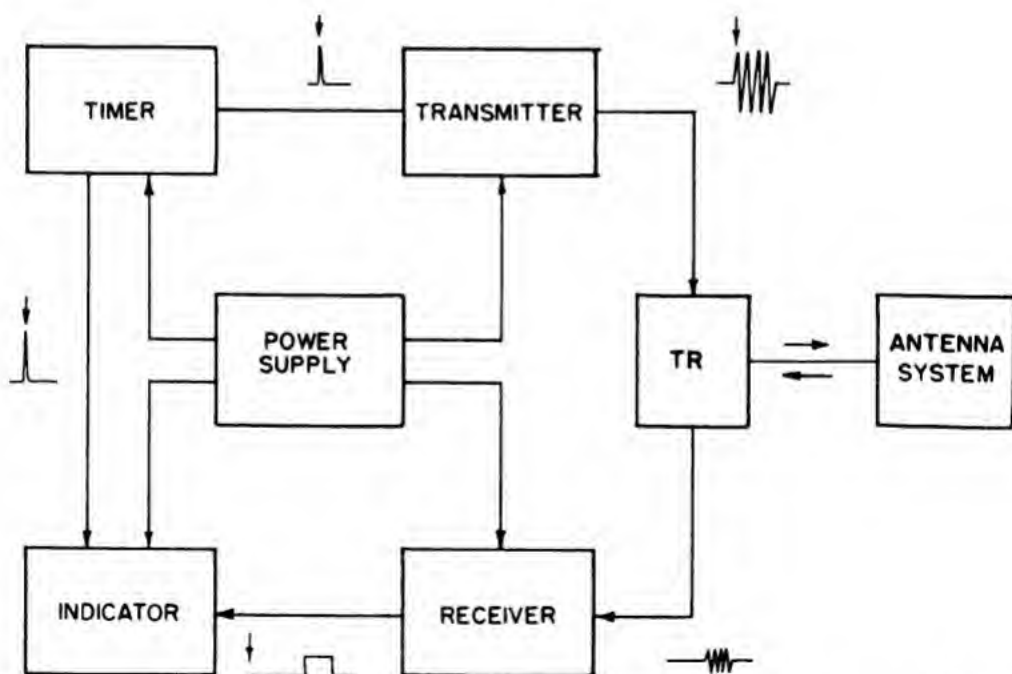 TIMER
TRANSMITTER
POWER
SUPPLY
TR
ANTENNA
SYSTEM
INDICATOR
RECEIVER